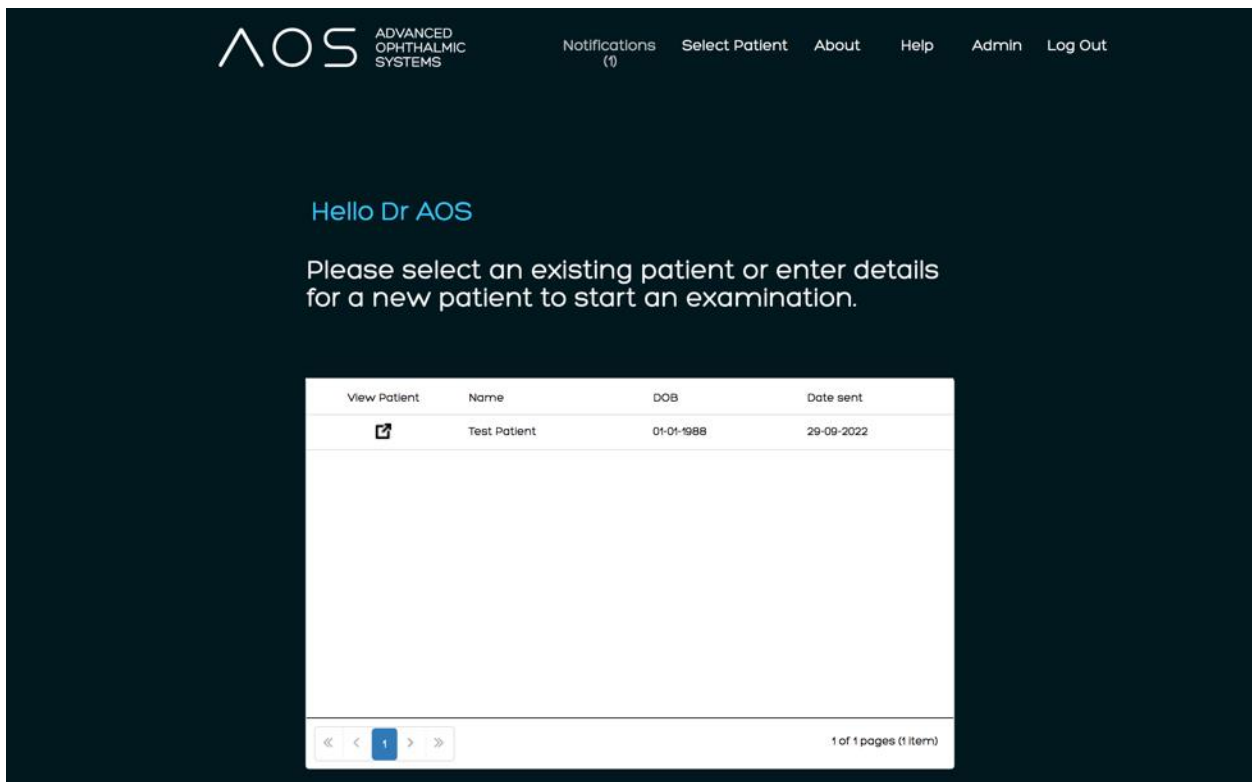 AOS ADVANCED
OPHTHALMIC
SYSTEMS
Notifications Select Patient About Help Admin Log Out
(1)
Hello Dr AOS
Please select an existing patient or enter details
for a new patient to start an examination.
View Patient Name DOB Date sent
Test Patient 01-01-1988 29-09-2022
« < 1 > » 1 of 1 pages (1 item)